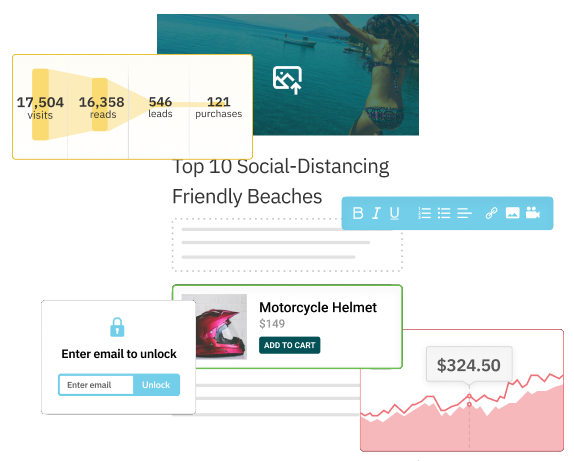 17,504
visits
16,358
reads
546
leads
121
purchases
Top 10 Social-Distancing
Friendly Beaches
B I U
Motorcycle Helmet
$149
ADD TO CART
Enter email to unlock
Enter email
Unlock
$324.50